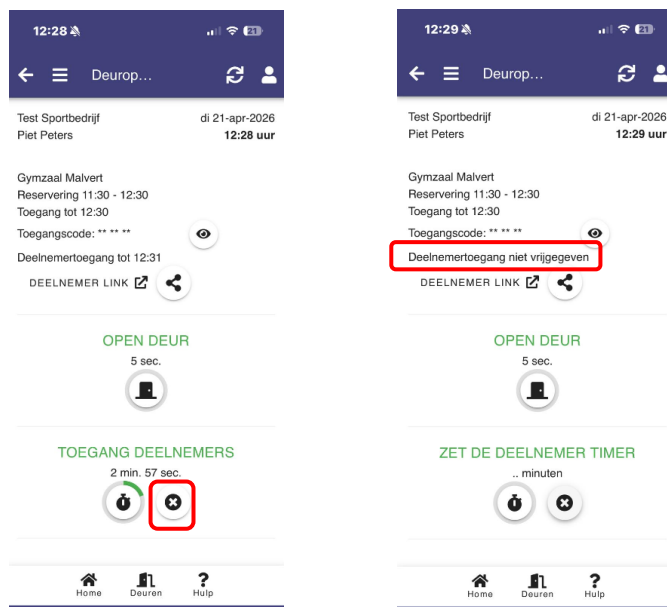 12:28
21
Deurop...
Test Sportbedrijf di 21-apr-2026
Piet Peters 12:28 uur
Gymzaal Malvert
Reservering 11:30 - 12:30
Toegang tot 12:30
Toegangscode: ** ** **
Deelnemertoegang tot 12:31
DEELNEMER LINK
OPEN DEUR
5 sec.
TOEGANG DEELNEMERS
2 min. 57 sec.
Home Deuren Hulp
12:29
21
Deurop...
Test Sportbedrijf di 21-apr-2026
Piet Peters 12:29 uur
Gymzaal Malvert
Reservering 11:30 - 12:30
Toegang tot 12:30
Toegangscode: ** ** **
Deelnemertoegang niet vrijgegeven
DEELNEMER LINK
OPEN DEUR
5 sec.
ZET DE DEELNEMER TIMER
.. minuten
Home Deuren Hulp